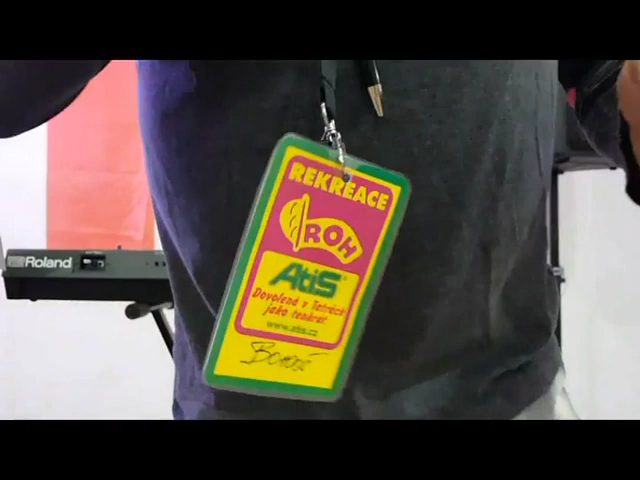 Roland
REKREACE
ROH
AtiS
Dovolená v Tatrách
jako tenkrát
www.atis.cz